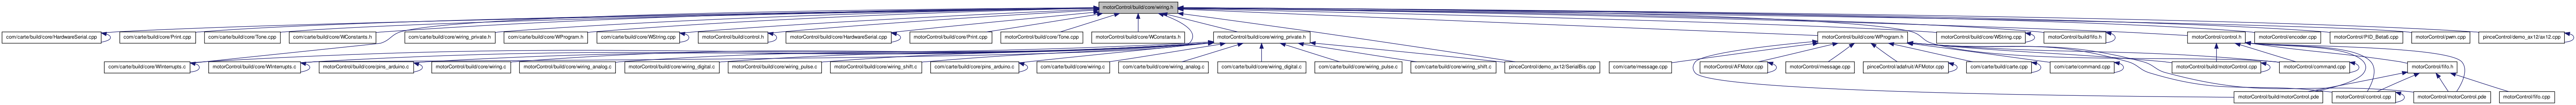 motorControl/build/core/wiring.h
com/carte/build/core/HardwareSerial.cpp
com/carte/build/core/Print.cpp
com/carte/build/core/Tone.cpp
com/carte/build/core/WConstants.h
com/carte/build/core/wiring_private.h
com/carte/build/core/WProgram.h
com/carte/build/core/WString.cpp
motorControl/build/control.h
motorControl/build/core/HardwareSerial.cpp
motorControl/build/core/Print.cpp
motorControl/build/core/Tone.cpp
motorControl/build/core/WConstants.h
motorControl/build/core/wiring_private.h
motorControl/build/core/WProgram.h
motorControl/build/core/WString.cpp
motorControl/build/fifo.h
motorControl/control.h
motorControl/encoder.cpp
motorControl/PID_Beta6.cpp
motorControl/pwm.cpp
pinceControl/demo_ax12/ax12.cpp
com/carte/build/core/WInterrupts.c
motorControl/build/core/WInterrupts.c
motorControl/build/core/pins_arduino.c
motorControl/build/core/wiring.c
motorControl/build/core/wiring_analog.c
motorControl/build/core/wiring_digital.c
motorControl/build/core/wiring_pulse.c
motorControl/build/core/wiring_shift.c
com/carte/build/core/pins_arduino.c
com/carte/build/core/wiring.c
com/carte/build/core/wiring_analog.c
com/carte/build/core/wiring_digital.c
com/carte/build/core/wiring_pulse.c
com/carte/build/core/wiring_shift.c
pinceControl/demo_ax12/SerialBis.cpp
com/carte/message.cpp
motorControl/AFMotor.cpp
motorControl/message.cpp
pinceControl/adafruit/AFMotor.cpp
com/carte/build/carte.cpp
com/carte/command.cpp
motorControl/build/motorControl.cpp
motorControl/command.cpp
motorControl/fifo.h
motorControl/build/motorControl.pde
motorControl/control.cpp
motorControl/motorControl.pde
motorControl/fifo.cpp